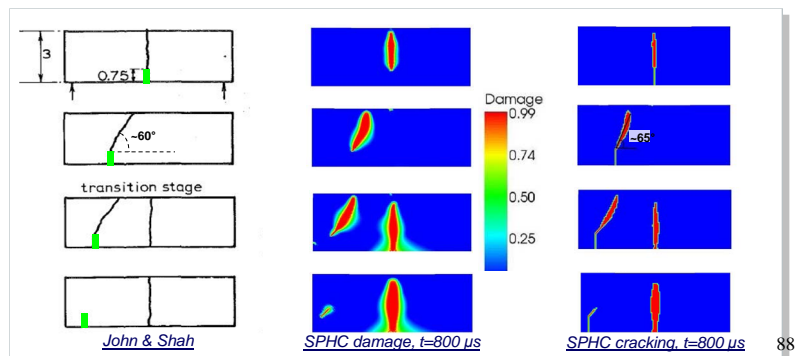 3
0.75
~60°
transition stage
John & Shah
SPHC damage, t=800 µs
Damage
0.99
0.74
0.50
0.25
~65°
SPHC cracking, t=800 µs
88